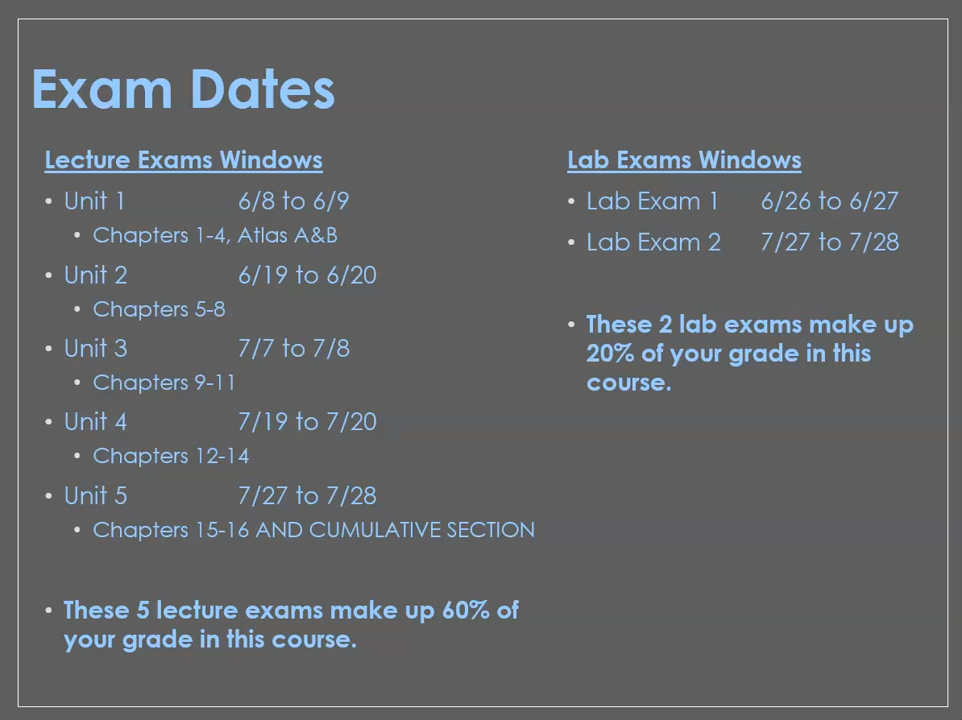 Exam Dates
Lecture Exams Windows
• Unit 1 6/8 to 6/9
• Chapters 1-4, Atlas A&B
• Unit 2 6/19 to 6/20
• Chapters 5-8
• Unit 3 7/7 to 7/8
• Chapters 9-11
• Unit 4 7/19 to 7/20
• Chapters 12-14
• Unit 5 7/27 to 7/28
• Chapters 15-16 AND CUMULATIVE SECTION
• These 5 lecture exams make up 60% of
your grade in this course.
Lab Exams Windows
• Lab Exam 1 6/26 to 6/27
• Lab Exam 2 7/27 to 7/28
• These 2 lab exams make up
20% of your grade in this
course.